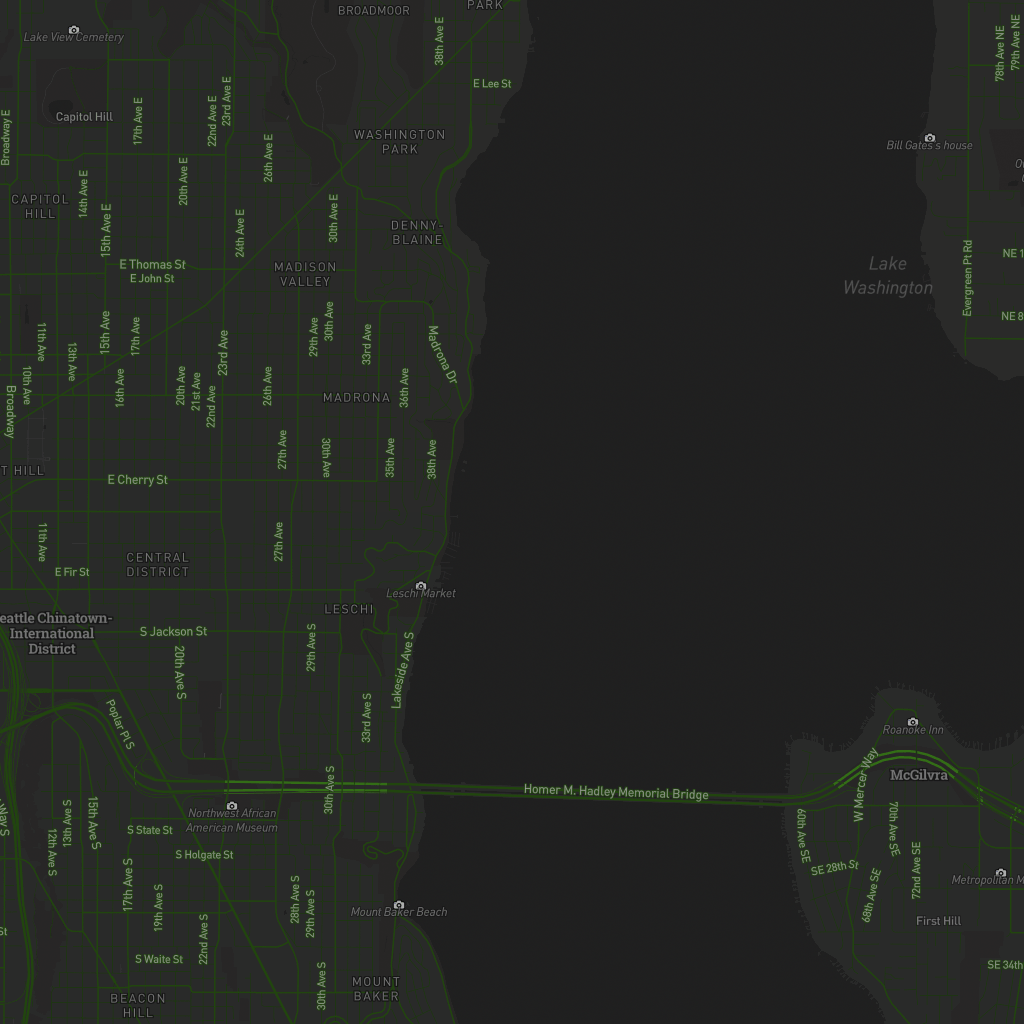 BROADMOOR
PARK
Lake View Cemetery
38th Ave E
78th Ave NE
79th Ave NE
E Lee St
Capitol Hill
17th Ave E
22nd Ave E
23rd Ave E
Broadway E
WASHINGTON
PARK
Bill Gates's house
26th Ave E
20th Ave E
14th Ave E
CAPITOL
HILL
15th Ave E
30th Ave E
24th Ave E
DENNY-
BLAINE
E Thomas St
E John St
MADISON
VALLEY
Lake
Washington
Evergreen Pt Rd
NE 1
NE 8
11th Ave
13th Ave
15th Ave
17th Ave
23rd Ave
29th Ave
30th Ave
33rd Ave
Madrona Dr
10th Ave
Broadway
16th Ave
20th Ave
21st Ave
22nd Ave
26th Ave
MADRONA
36th Ave
27th Ave
30th Ave
35th Ave
38th Ave
T HILL
E Cherry St
11th Ave
27th Ave
CENTRAL
DISTRICT
E Fir St
Leschi Market
LESCHI
eattle Chinatown-
International
District
S Jackson St
29th Ave S
Lakeside Ave S
20th Ave S
33rd Ave S
Poplar Pl S
Roanoke Inn
McGilvra
W Mercer Way
30th Ave S
Homer M. Hadley Memorial Bridge
Northwest African
American Museum
Way S
12th Ave S
13th Ave S
15th Ave S
S State St
S Holgate St
60th Ave SE
70th Ave SE
SE 28th St
68th Ave SE
72nd Ave SE
Metropolitan M
17th Ave S
19th Ave S
22nd Ave S
28th Ave S
29th Ave S
Mount Baker Beach
First Hill
St
S Waite St
30th Ave S
SE 34th
MOUNT
BAKER
BEACON
HILL